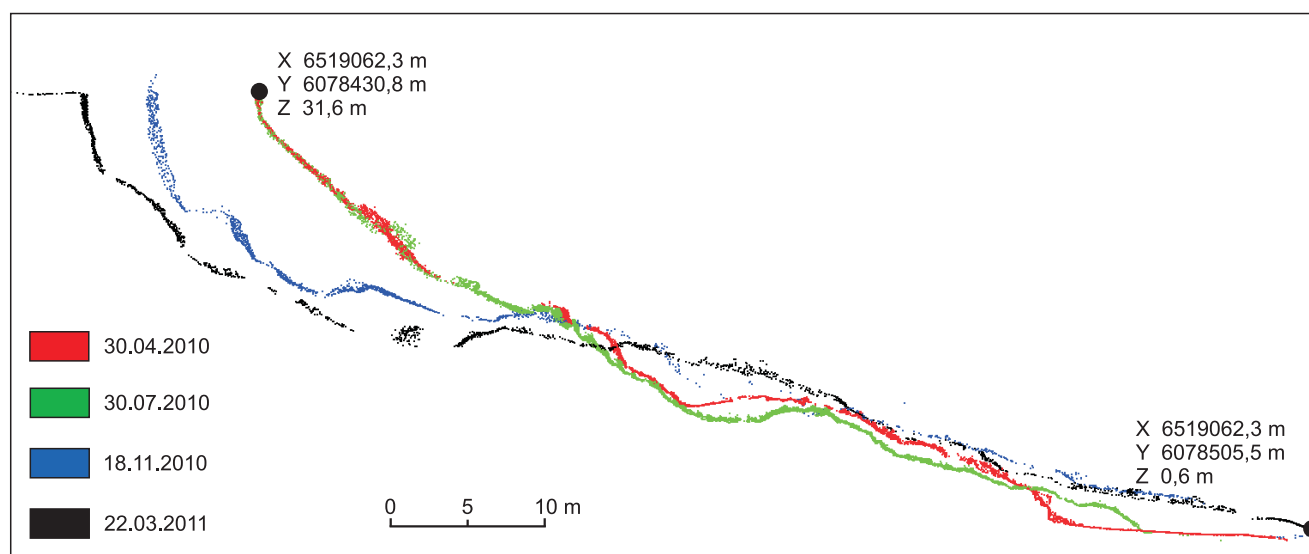 X 6519062,3 m
Y 6078430,8 m
Z 31,6 m
30.04.2010
30.07.2010
18.11.2010
22.03.2011
0 5 10 m
X 6519062,3 m
Y 6078505,5 m
Z 0,6 m